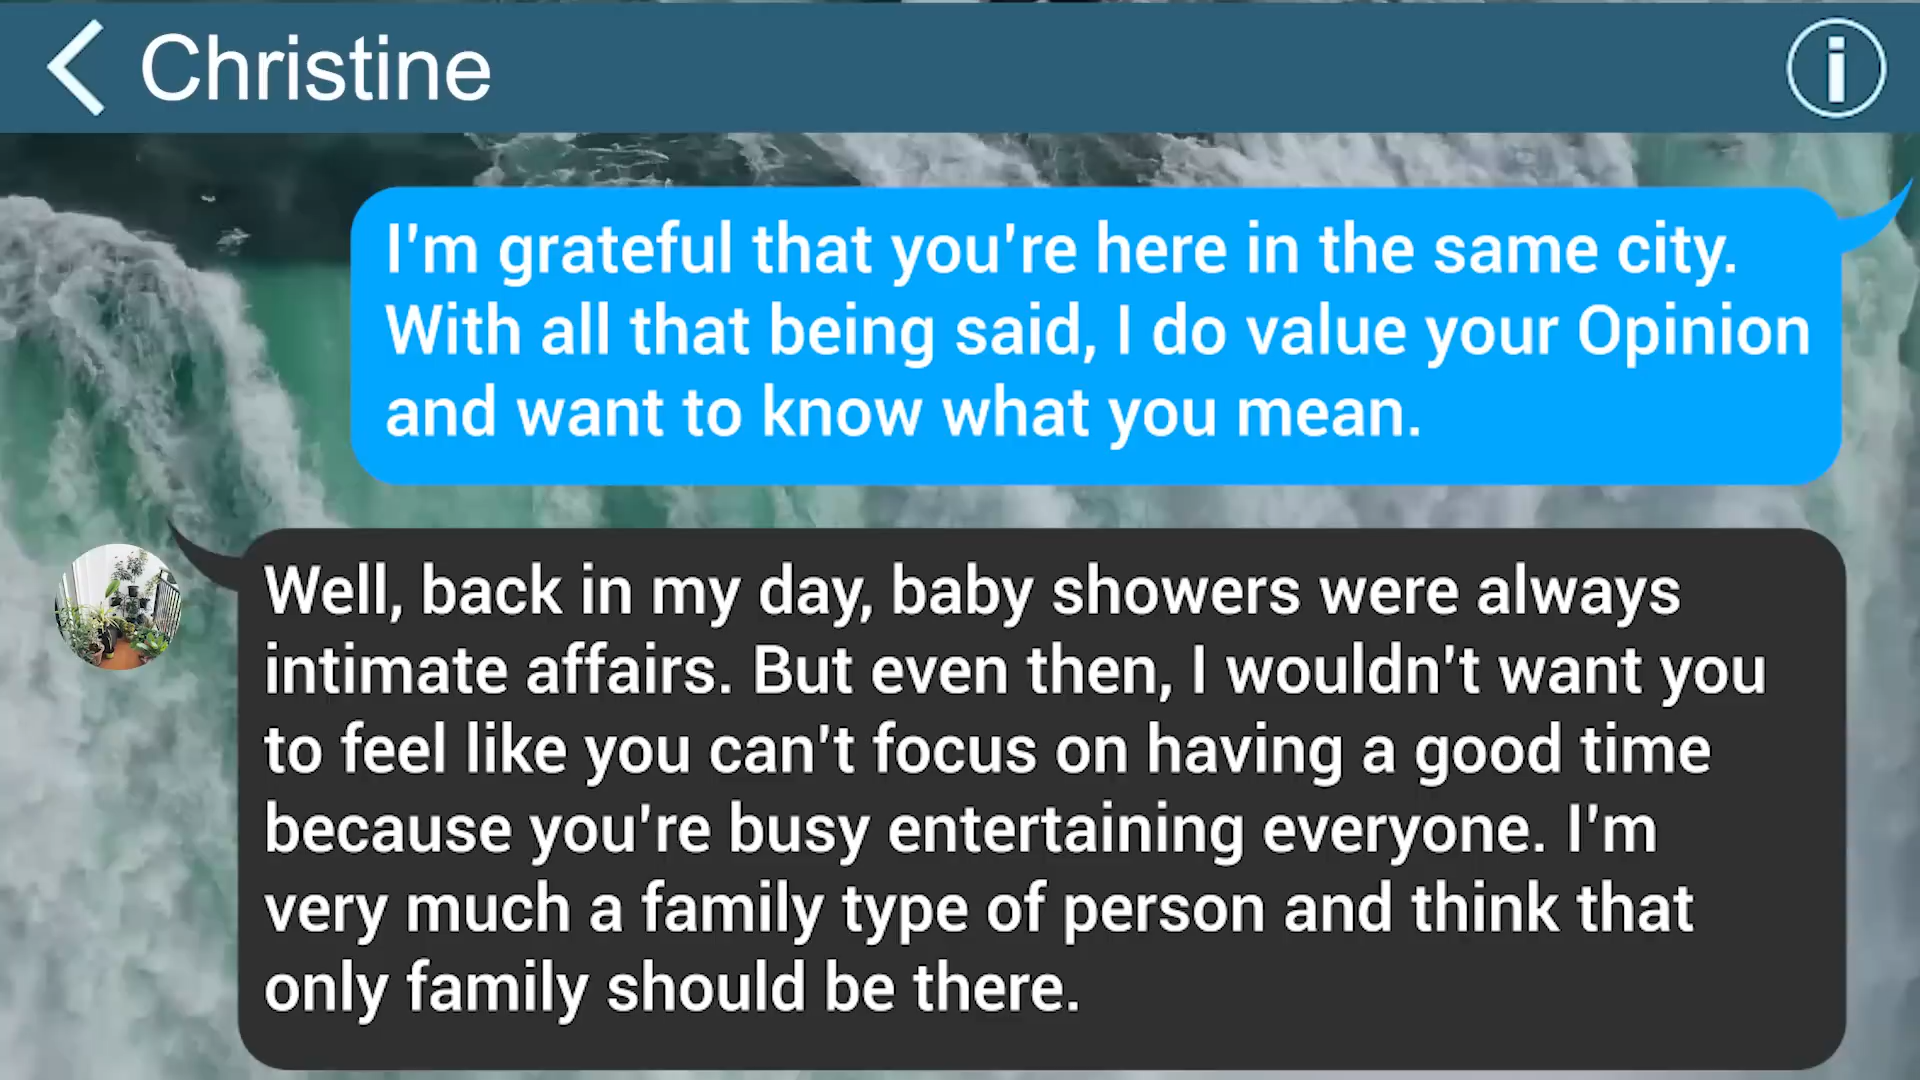 Christine
I'm grateful that you're here in the same city.
With all that being said, I do value your Opinion
and want to know what you mean.
Well, back in my day, baby showers were always
intimate affairs. But even then, I wouldn't want you
to feel like you can't focus on having a good time
because you're busy entertaining everyone. I'm
very much a family type of person and think that
only family should be there.